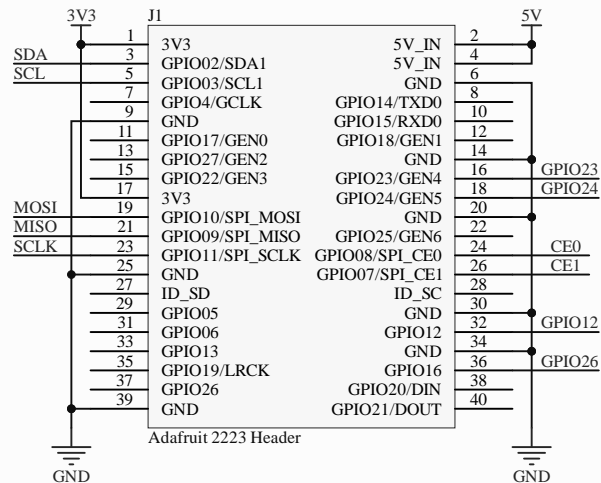 3V3 J1 5V
1 3V3 5V_IN 2
SDA 3 GPIO02/SDA1 5V_IN 4
SCL 5 GPIO03/SCL1 GND 6
7 GPIO4/GCLK GPIO14/TXD0 8
9 GND GPIO15/RXD0 10
11 GPIO17/GEN0 GPIO18/GEN1 12
13 GPIO27/GEN2 GND 14
15 GPIO22/GEN3 GPIO23/GEN4 16 GPIO23
17 3V3 GPIO24/GEN5 18 GPIO24
MOSI 19 GPIO10/SPI_MOSI GND 20
MISO 21 GPIO09/SPI_MISO GPIO25/GEN6 22
SCLK 23 GPIO11/SPI_SCLK GPIO08/SPI_CE0 24 CE0
25 GND GPIO07/SPI_CE1 26 CE1
27 ID_SD ID_SC 28
29 GPIO05 GND 30
31 GPIO06 GPIO12 32 GPIO12
33 GPIO13 GND 34
35 GPIO19/LRCK GPIO16 36 GPIO26
37 GPIO26 GPIO20/DIN 38
39 GND GPIO21/DOUT 40
Adafruit 2223 Header
GND GND